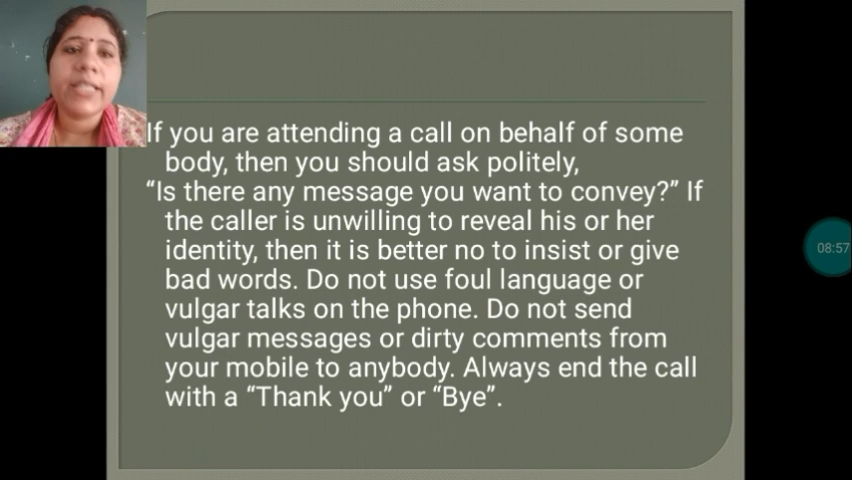 If you are attending a call on behalf of some
body, then you should ask politely,
“Is there any message you want to convey?” If
the caller is unwilling to reveal his or her
identity, then it is better no to insist or give
bad words. Do not use foul language or
vulgar talks on the phone. Do not send
vulgar messages or dirty comments from
your mobile to anybody. Always end the call
with a “Thank you” or “Bye”.
08:57